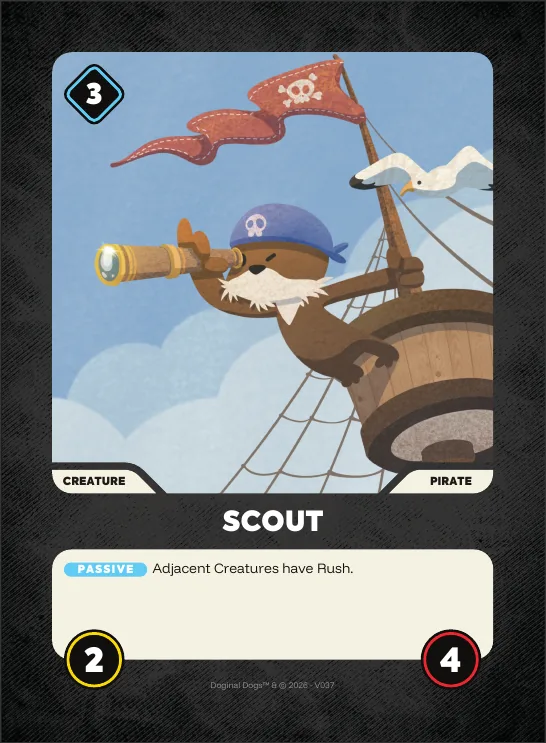 3
CREATURE
PIRATE
SCOUT
PASSIVE Adjacent Creatures have Rush.
2
4
Doginal Dogs™ & © 2026 - V037